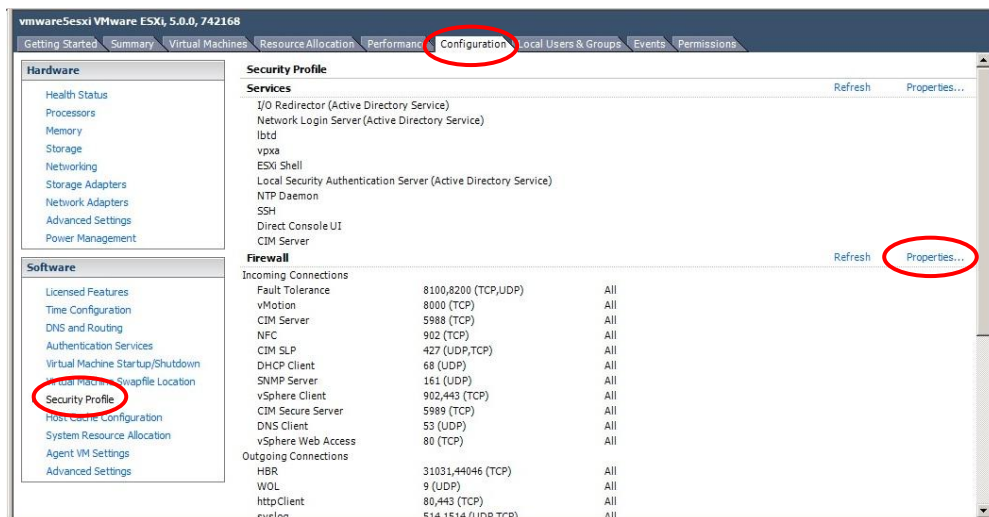 vmware5esxi VMware ESXi, 5.0.0, 742168
Getting Started Summary Virtual Machines Resource Allocation Performance Configuration Local Users & Groups Events Permissions
Hardware
Health Status
Processors
Memory
Storage
Networking
Storage Adapters
Network Adapters
Advanced Settings
Power Management
Software
Licensed Features
Time Configuration
DNS and Routing
Authentication Services
Virtual Machine Startup/Shutdown
Virtual Machine Swapfile Location
Security Profile
Host Cache Configuration
System Resource Allocation
Agent VM Settings
Advanced Settings
Security Profile
Services Refresh Properties...
I/O Redirector (Active Directory Service)
Network Login Server (Active Directory Service)
lbtd
vpxa
ESXi Shell
Local Security Authentication Server (Active Directory Service)
NTP Daemon
SSH
Direct Console UI
CIM Server
Firewall Refresh Properties...
Incoming Connections
Fault Tolerance 8100,8200 (TCP,UDP) All
vMotion 8000 (TCP) All
CIM Server 5988 (TCP) All
NFC 902 (TCP) All
CIM SLP 427 (UDP,TCP) All
DHCP Client 68 (UDP) All
SNMP Server 161 (UDP) All
vSphere Client 902,443 (TCP) All
CIM Secure Server 5989 (TCP) All
DNS Client 53 (UDP) All
vSphere Web Access 80 (TCP) All
Outgoing Connections
HBR 31031,44046 (TCP) All
WOL 9 (UDP) All
httpClient 80,443 (TCP) All
syslog 514,1514 (UDP,TCP) All